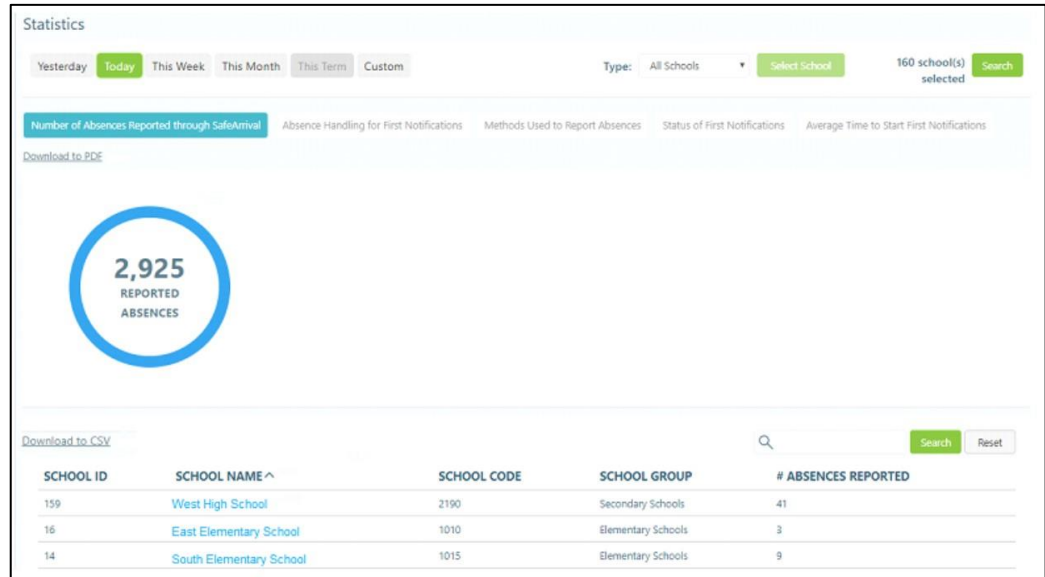 Statistics
Yesterday Today This Week This Month This Term Custom Type: All Schools Select School 160 school(s) selected Search
Number of Absences Reported through SafeArrival Absence Handling for First Notifications Methods Used to Report Absences Status of First Notifications Average Time to Start First Notifications
Download to PDF
2,925
REPORTED
ABSENCES
Download to CSV Search Reset
SCHOOL ID SCHOOL NAME SCHOOL CODE SCHOOL GROUP # ABSENCES REPORTED
159 West High School 2190 Secondary Schools 41
16 East Elementary School 1010 Elementary Schools 3
14 South Elementary School 1015 Elementary Schools 9